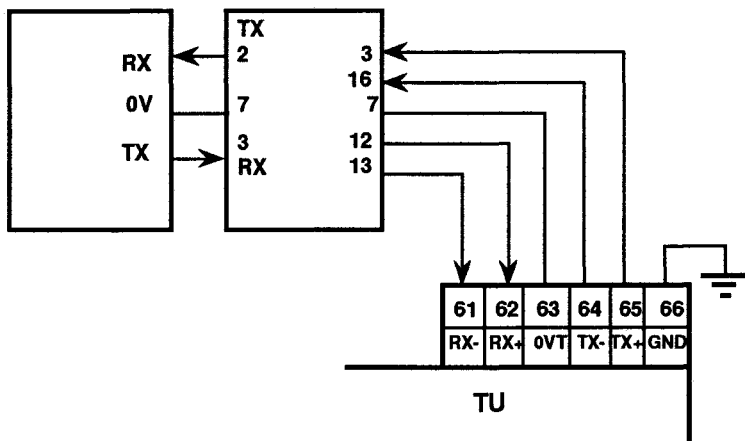 TX
RX 2 3
16
0V 7 7
3 12
TX RX 13
61 62 63 64 65 66
RX- RX+ 0VT TX- TX+ GND
TU